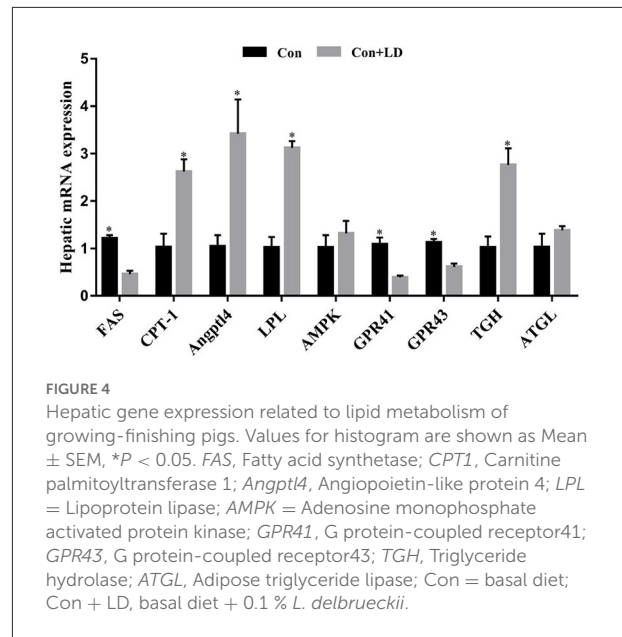 Con Con+LD
Hepatic mRNA expression
5
4
3
2
1
0
* * * * * * *
FAS CPT-1 Angptl4 LPL AMPK GPR41 GPR43 TGH ATGL
FIGURE 4
Hepatic gene expression related to lipid metabolism of
growing-finishing pigs. Values for histogram are shown as Mean
± SEM, *P < 0.05. FAS, Fatty acid synthetase; CPT1, Carnitine
palmitoyltransferase 1; Angptl4, Angiopoietin-like protein 4; LPL
= Lipoprotein lipase; AMPK = Adenosine monophosphate
activated protein kinase; GPR41, G protein-coupled receptor41;
GPR43, G protein-coupled receptor43; TGH, Triglyceride
hydrolase; ATGL, Adipose triglyceride lipase; Con = basal diet;
Con + LD, basal diet + 0.1 % L. delbrueckii.